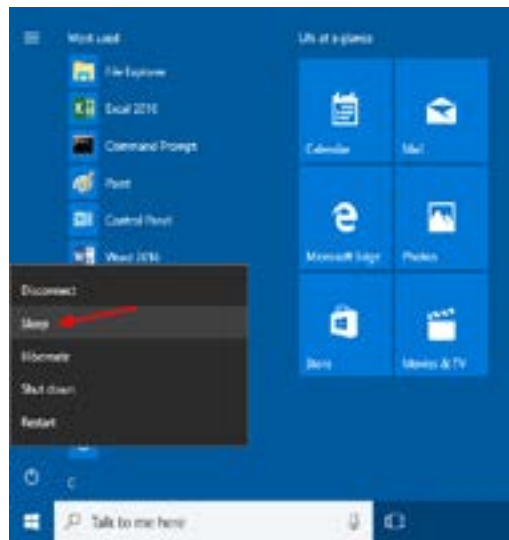 Most used
Life at a glance
File Explorer
Excel 2016
Command Prompt
Paint
Control Panel
Word 2016
Calendar
Mail
Microsoft Edge
Photos
Store
Movies & TV
Disconnect
Sleep
Hibernate
Shut down
Restart
C
Talk to me here